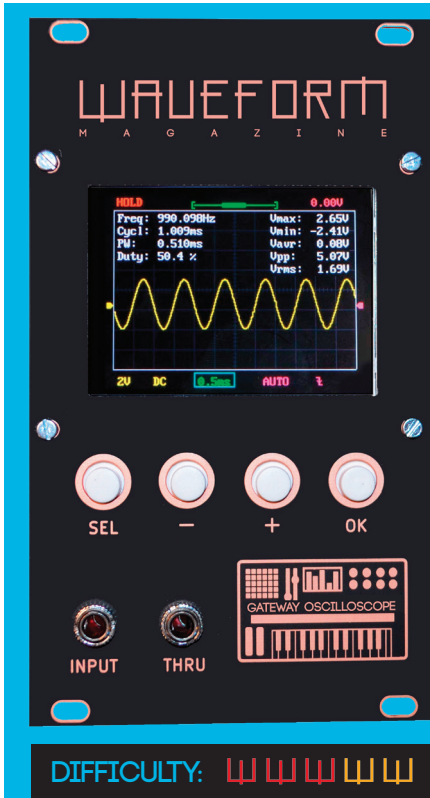 WAVEFORM
MAGAZINE
HOLD 0.00V
Freq: 990.098Hz Vmax: 2.65V
Cycl: 1.009ms Vmin: -2.41V
PW: 0.510ms Vavr: 0.08V
Duty: 50.4 % Vpp: 5.07V
Vrms: 1.69V
2V DC 0.5ms AUTO
SEL - + OK
GATEWAY OSCILLOSCOPE
INPUT THRU
DIFFICULTY: